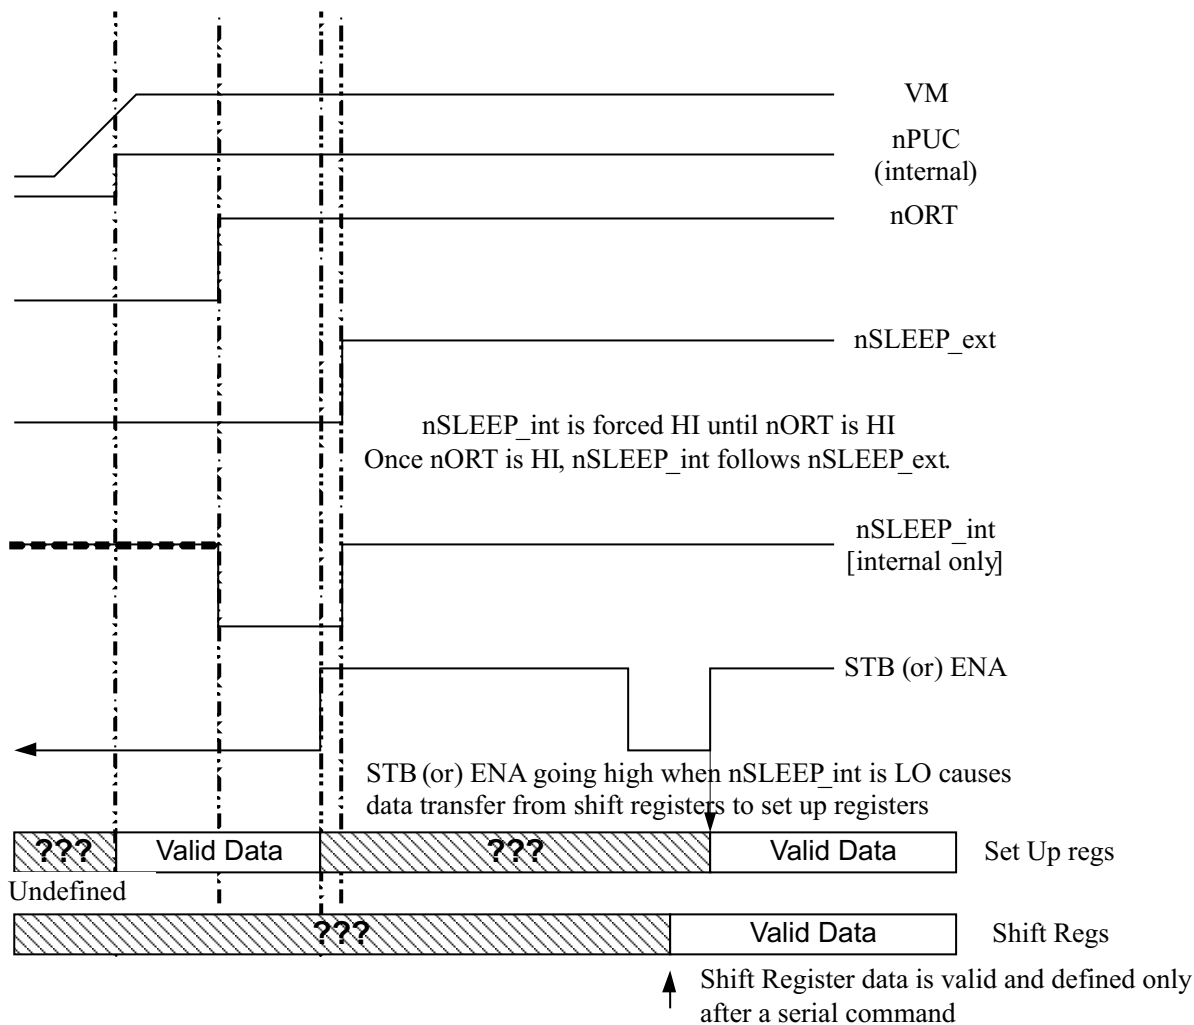 VM
nPUC
(internal)
nORT
nSLEEP_ext
nSLEEP_int is forced HI until nORT is HI
Once nORT is HI, nSLEEP_int follows nSLEEP_ext.
nSLEEP_int
[internal only]
STB (or) ENA
STB (or) ENA going high when nSLEEP_int is LO causes
data transfer from shift registers to set up registers
??? Valid Data ??? Valid Data Set Up regs
Undefined
??? Valid Data Shift Regs
Shift Register data is valid and defined only
after a serial command